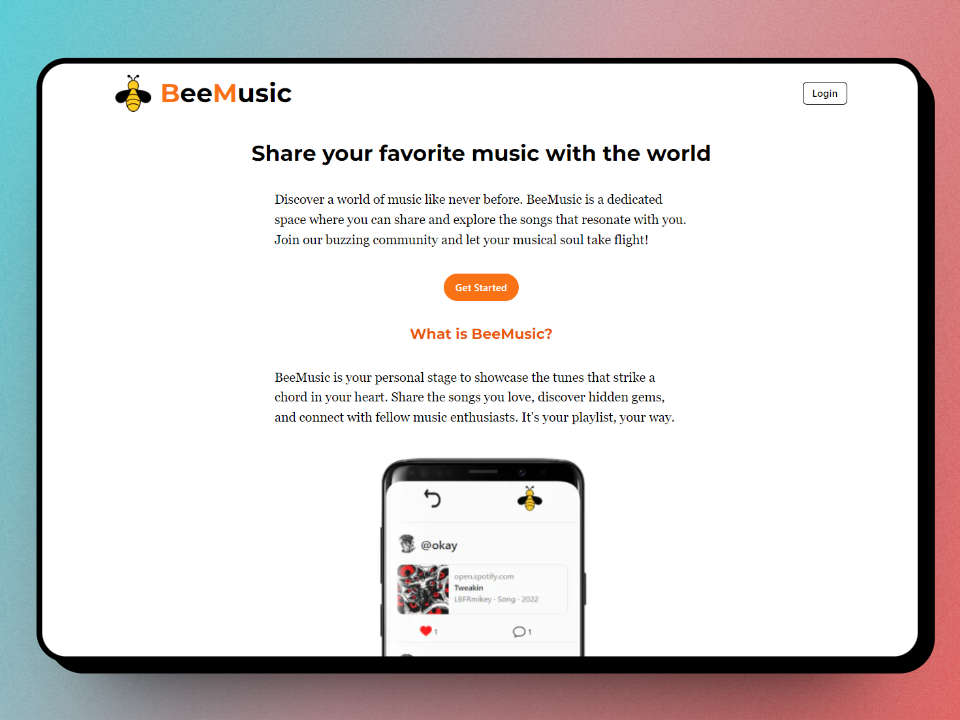 BeeMusic
Login
Share your favorite music with the world
Discover a world of music like never before. BeeMusic is a dedicated
space where you can share and explore the songs that resonate with you.
Join our buzzing community and let your musical soul take flight!
Get Started
What is BeeMusic?
BeeMusic is your personal stage to showcase the tunes that strike a
chord in your heart. Share the songs you love, discover hidden gems,
and connect with fellow music enthusiasts. It's your playlist, your way.
@okay
open.spotify.com
Tweakin
LBFRmikey · Song · 2022
1
1